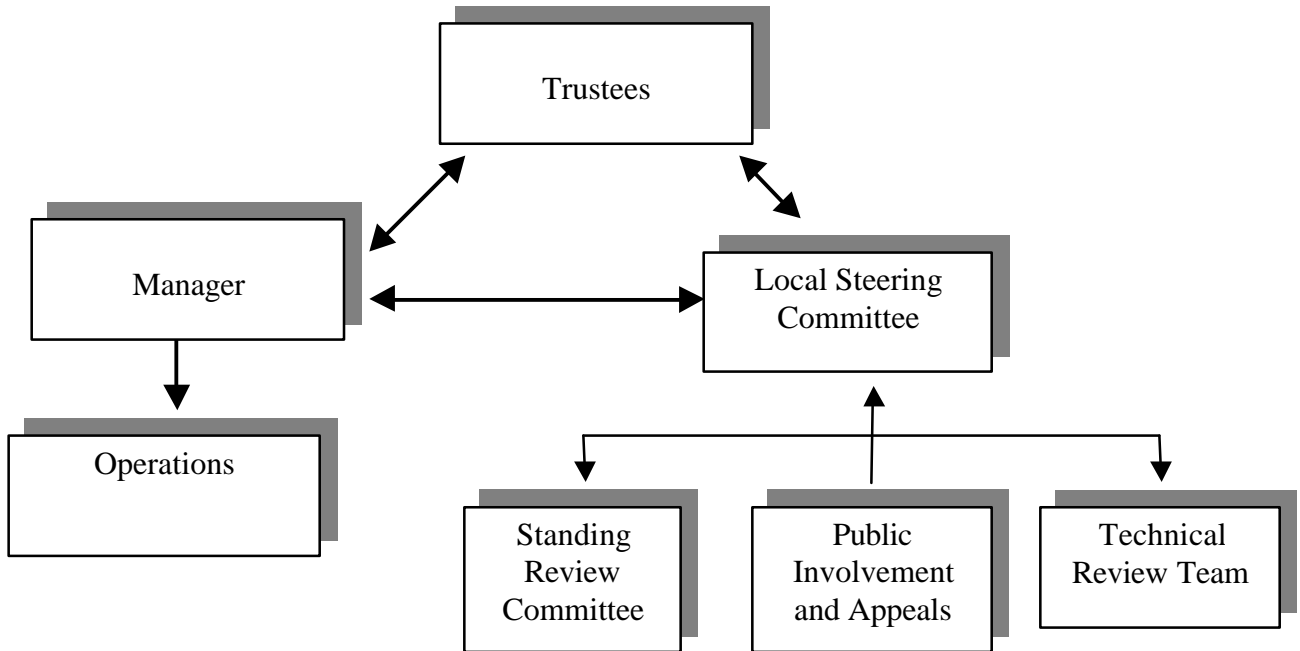 Trustees
Manager
Local Steering
Committee
Operations
Standing
Review
Committee
Public
Involvement
and Appeals
Technical
Review Team